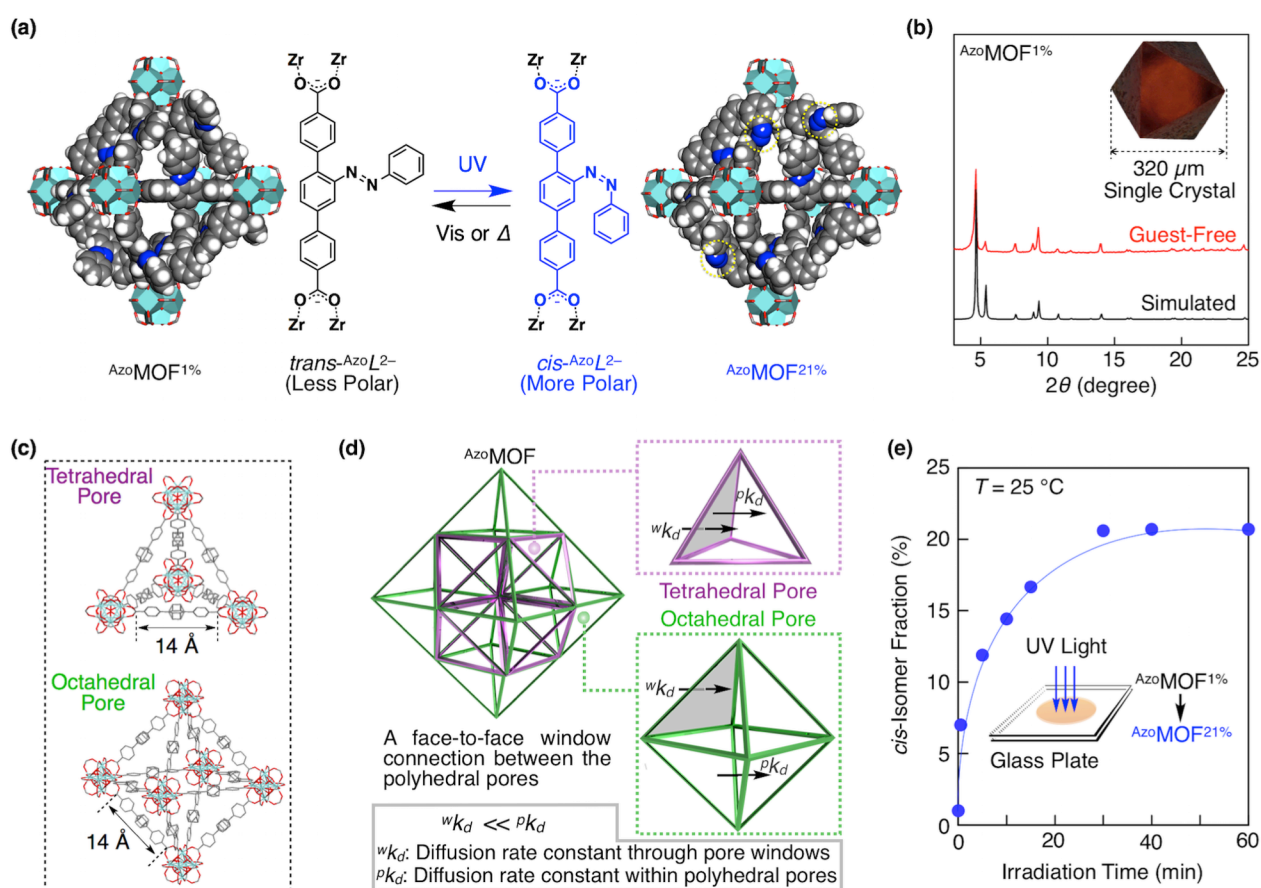 (a)
Zr Zr
O O
−
N
N
O O
−
Zr Zr
UV
Vis or Δ
Zr Zr
O O
−
N
N
O O
−
Zr Zr
AzoMOF1%
trans-AzoL2–
(Less Polar)
cis-AzoL2–
(More Polar)
AzoMOF21%
(b)
AzoMOF1%
320 µm
Single Crystal
Guest-Free
Simulated
5 10 15 20 25
2θ (degree)
(c)
Tetrahedral
Pore
14 Å
Octahedral
Pore
14 Å
(d)
AzoMOF
A face-to-face window
connection between the
polyhedral pores
pkd
wkd
Tetrahedral Pore
Octahedral Pore
wkd
pkd
wkd << pkd
wkd: Diffusion rate constant through pore windows
pkd: Diffusion rate constant within polyhedral pores
(e)
T = 25 °C
cis-Isomer Fraction (%)
25
20
15
10
5
0
UV Light
AzoMOF1%
AzoMOF21%
Glass Plate
0 20 40 60
Irradiation Time (min)